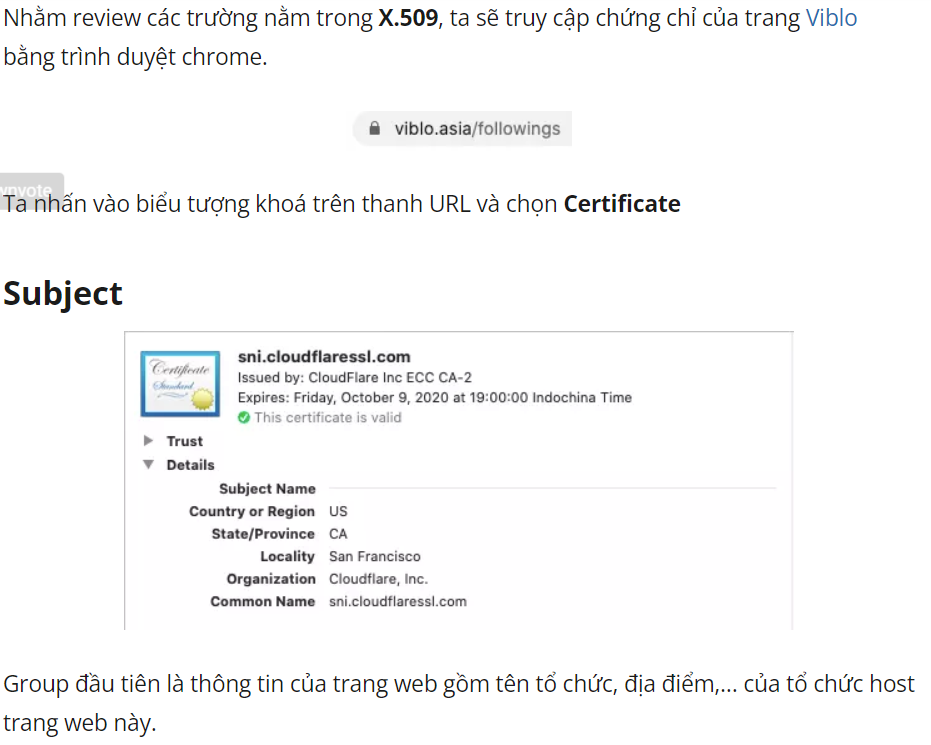 Nhằm review các trường nằm trong X.509, ta sẽ truy cập chứng chỉ của trang Viblo
bằng trình duyệt chrome.
viblo.asia/followings
Ta nhấn vào biểu tượng khoá trên thanh URL và chọn Certificate
Subject
Certificate
Standard
sni.cloudflaressl.com
Issued by: CloudFlare Inc ECC CA-2
Expires: Friday, October 9, 2020 at 19:00:00 Indochina Time
This certificate is valid
Trust
Details
Subject Name
Country or Region US
State/Province CA
Locality San Francisco
Organization Cloudflare, Inc.
Common Name sni.cloudflaressl.com
Group đầu tiên là thông tin của trang web gồm tên tổ chức, địa điểm,... của tổ chức host
trang web này.